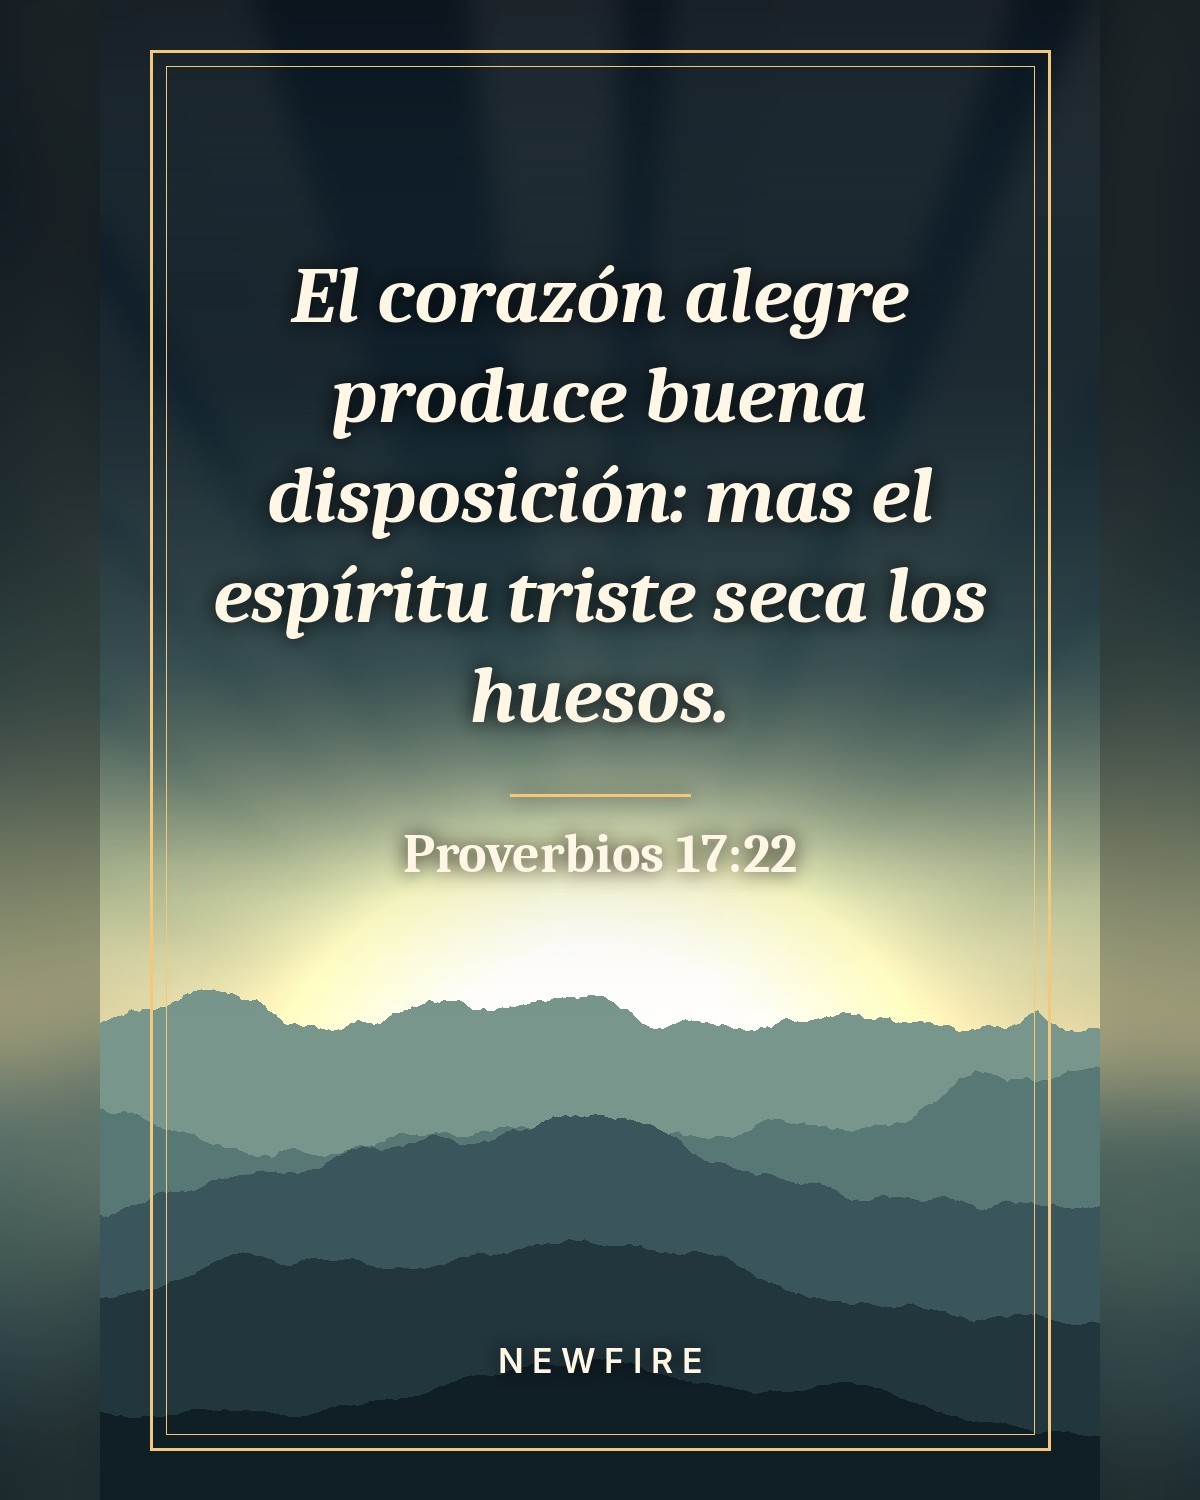 El corazón alegre
produce buena
disposición: mas el
espíritu triste seca los
huesos.
Proverbios 17:22
NEWFIRE